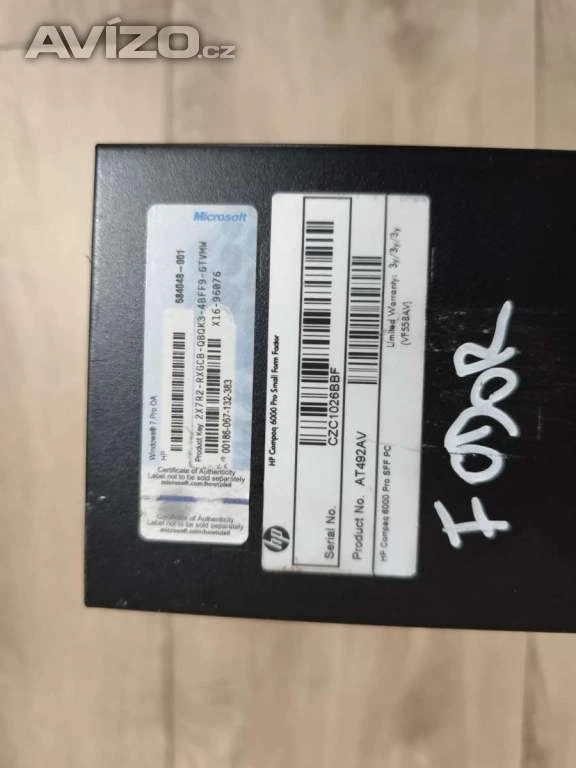 AVÍZO.cz
Microsoft
Windows® 7 Pro OA
HP
584048-001
Product Key: 2X7R2-RXGCB-QBQK3-4BFF9-GTVMW
00186-067-132-383
X16-96076
Certificate of Authenticity
Label not to be sold separately
microsoft.com/howtotell
Certificate of Authenticity
Label not to be sold separately
microsoft.com/howtotell
hp
HP Compaq 6000 Pro Small Form Factor
Serial No.
CZC1026BBF
Product No. AT492AV
HP Compaq 6000 Pro SFF PC
Limited Warranty: 3y/3y/3y
(VF558AV)
FODOR